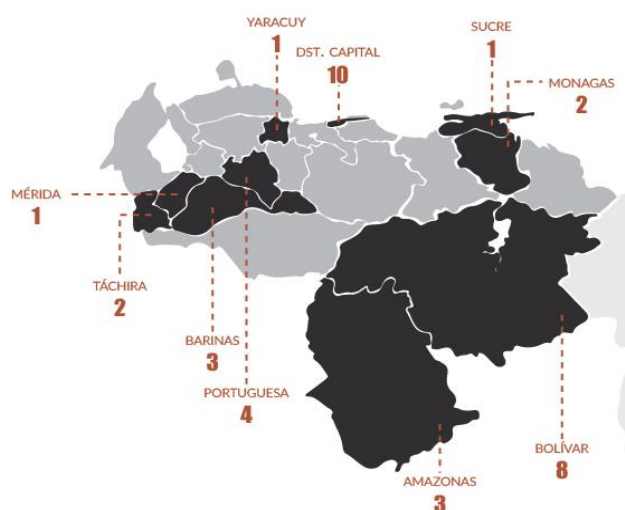 YARACUY
1
DST. CAPITAL
10
SUCRE
1
MONAGAS
2
MÉRIDA
1
TÁCHIRA
2
BARINAS
3
PORTUGUESA
4
AMAZONAS
3
BOLÍVAR
8